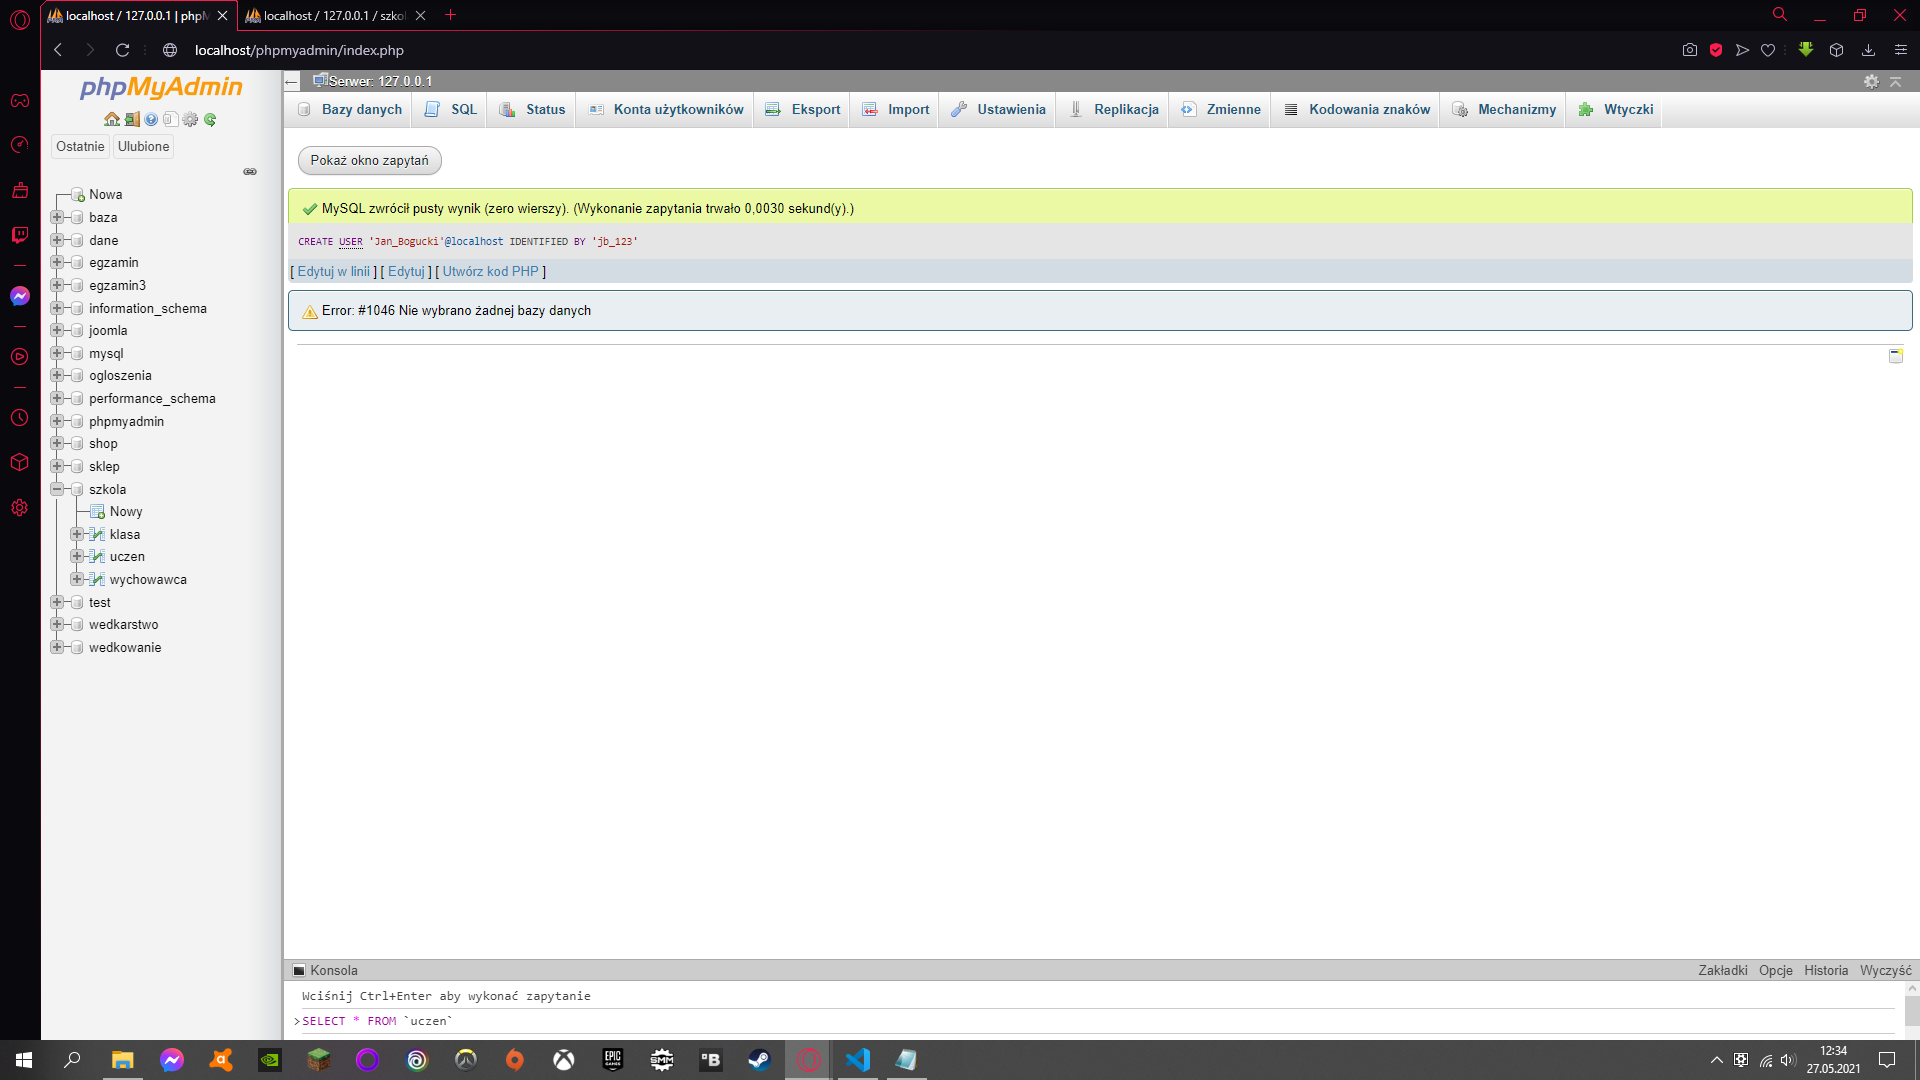 localhost / 127.0.0.1 | phpM
localhost / 127.0.0.1 / szko
localhost/phpmyadmin/index.php
phpMyAdmin
Ostatnie
Ulubione
Nowa
baza
dane
egzamin
egzamin3
information_schema
joomla
mysql
ogloszenia
performance_schema
phpmyadmin
shop
sklep
szkola
Nowy
klasa
uczen
wychowawca
test
wedkarstwo
wedkowanie
Serwer: 127.0.0.1
Bazy danych SQL Status Konta użytkowników Eksport Import Ustawienia Replikacja Zmienne Kodowania znaków Mechanizmy Wtyczki
Pokaż okno zapytań
MySQL zwrócił pusty wynik (zero wierszy). (Wykonanie zapytania trwało 0,0030 sekund(y).)
CREATE USER 'Jan_Bogucki'@localhost IDENTIFIED BY 'jb_123'
[ Edytuj w linii ] [ Edytuj ] [ Utwórz kod PHP ]
Error: #1046 Nie wybrano żadnej bazy danych
Konsola
Zakładki Opcje Historia Wyczyść
Wciśnij Ctrl+Enter aby wykonać zapytanie
>SELECT * FROM `uczen`
EPIC
GAMES
SMM
B
12:34
27.05.2021